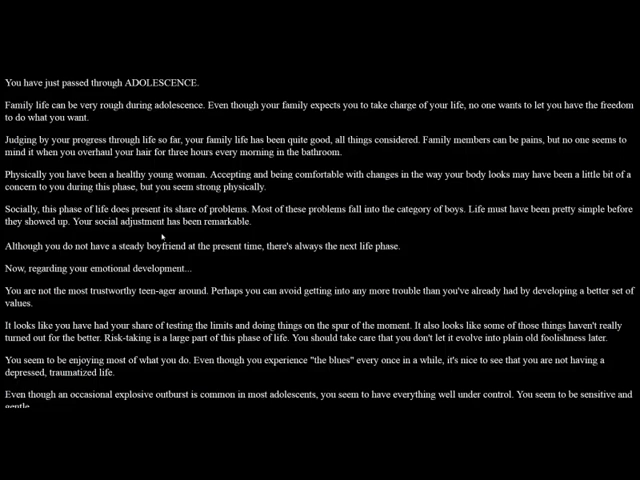 You have just passed through ADOLESCENCE.
Family life can be very rough during adolescence. Even though your family expects you to take charge of your life, no one wants to let you have the freedom
to do what you want.
Judging by your progress through life so far, your family life has been quite good, all things considered. Family members can be pains, but no one seems to
mind it when you overhaul your hair for three hours every morning in the bathroom.
Physically you have been a healthy young woman. Accepting and being comfortable with changes in the way your body looks may have been a little bit of a
concern to you during this phase, but you seem strong physically.
Socially, this phase of life does present its share of problems. Most of these problems fall into the category of boys. Life must have been pretty simple before
they showed up. Your social adjustment has been remarkable.
Although you do not have a steady boyfriend at the present time, there's always the next life phase.
Now, regarding your emotional development...
You are not the most trustworthy teen-ager around. Perhaps you can avoid getting into any more trouble than you've already had by developing a better set of
values.
It looks like you have had your share of testing the limits and doing things on the spur of the moment. It also looks like some of those things haven't really
turned out for the better. Risk-taking is a large part of this phase of life. You should take care that you don't let it evolve into plain old foolishness later.
You seem to be enjoying most of what you do. Even though you experience "the blues" every once in a while, it's nice to see that you are not having a
depressed, traumatized life.
Even though an occasional explosive outburst is common in most adolescents, you seem to have everything well under control. You seem to be sensitive and
gentle